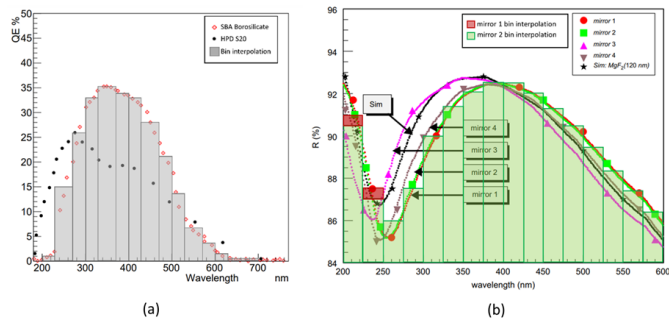 QE %
50
45
40
35
30
25
20
15
10
5
0
SBA Borosilicate
HPD S20
Bin interpolation
200 300 400 500 600 700 nm
Wavelength
(a)
R (%)
96
94
92
90
88
86
84
mirror 1 bin interpolation
mirror 2 bin interpolation
mirror 1
mirror 2
mirror 3
mirror 4
Sim: MgF2(120 nm)
Sim
mirror 4
mirror 3
mirror 2
mirror 1
200 250 300 350 400 450 500 550 600
wavelength (nm)
(b)